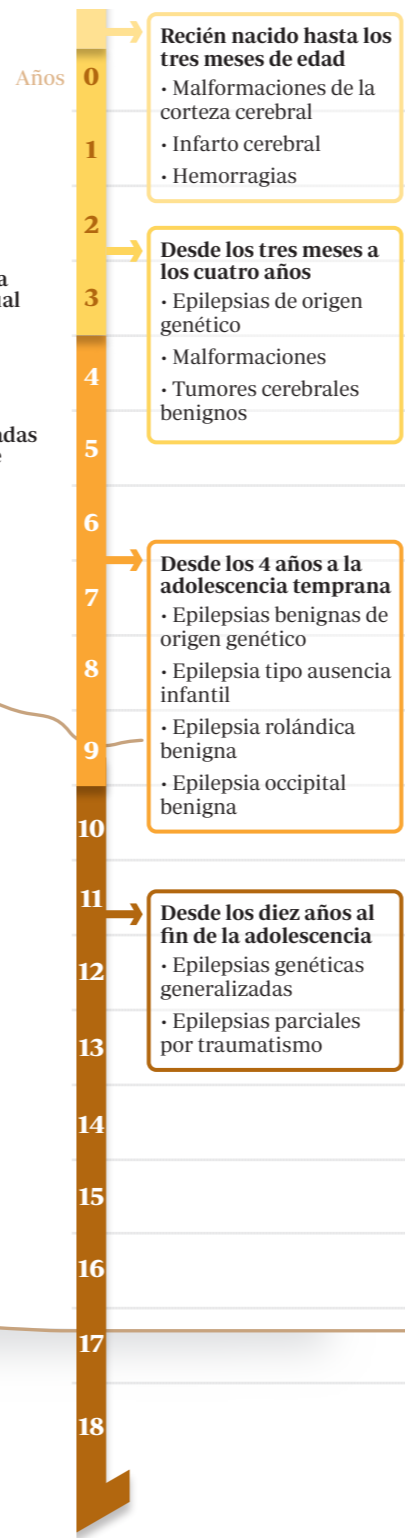 Recién nacido hasta los
tres meses de edad
• Malformaciones de la
corteza cerebral
• Infarto cerebral
• Hemorragias
Años 0
1
2
3
4
5
6
7
8
9
10
11
12
13
14
15
16
17
18
Desde los tres meses a
los cuatro años
• Epilepsias de origen
genético
• Malformaciones
• Tumores cerebrales
benignos
Desde los 4 años a la
adolescencia temprana
• Epilepsias benignas de
origen genético
• Epilepsia tipo ausencia
infantil
• Epilepsia rolándica
benigna
• Epilepsia occipital
benigna
Desde los diez años al
fin de la adolescencia
• Epilepsias genéticas
generalizadas
• Epilepsias parciales
por traumatismo